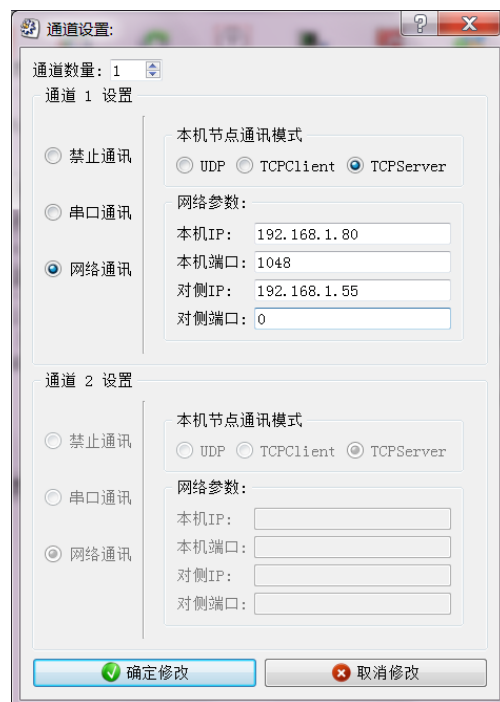 通道设置:
通道数量: 1
通道 1 设置
禁止通讯
串口通讯
网络通讯
本机节点通讯模式
UDP TCPClient TCPServer
网络参数:
本机IP: 192.168.1.80
本机端口: 1048
对侧IP: 192.168.1.55
对侧端口: 0
通道 2 设置
禁止通讯
串口通讯
网络通讯
本机节点通讯模式
UDP TCPClient TCPServer
网络参数:
本机IP:
本机端口:
对侧IP:
对侧端口:
确定修改 取消修改